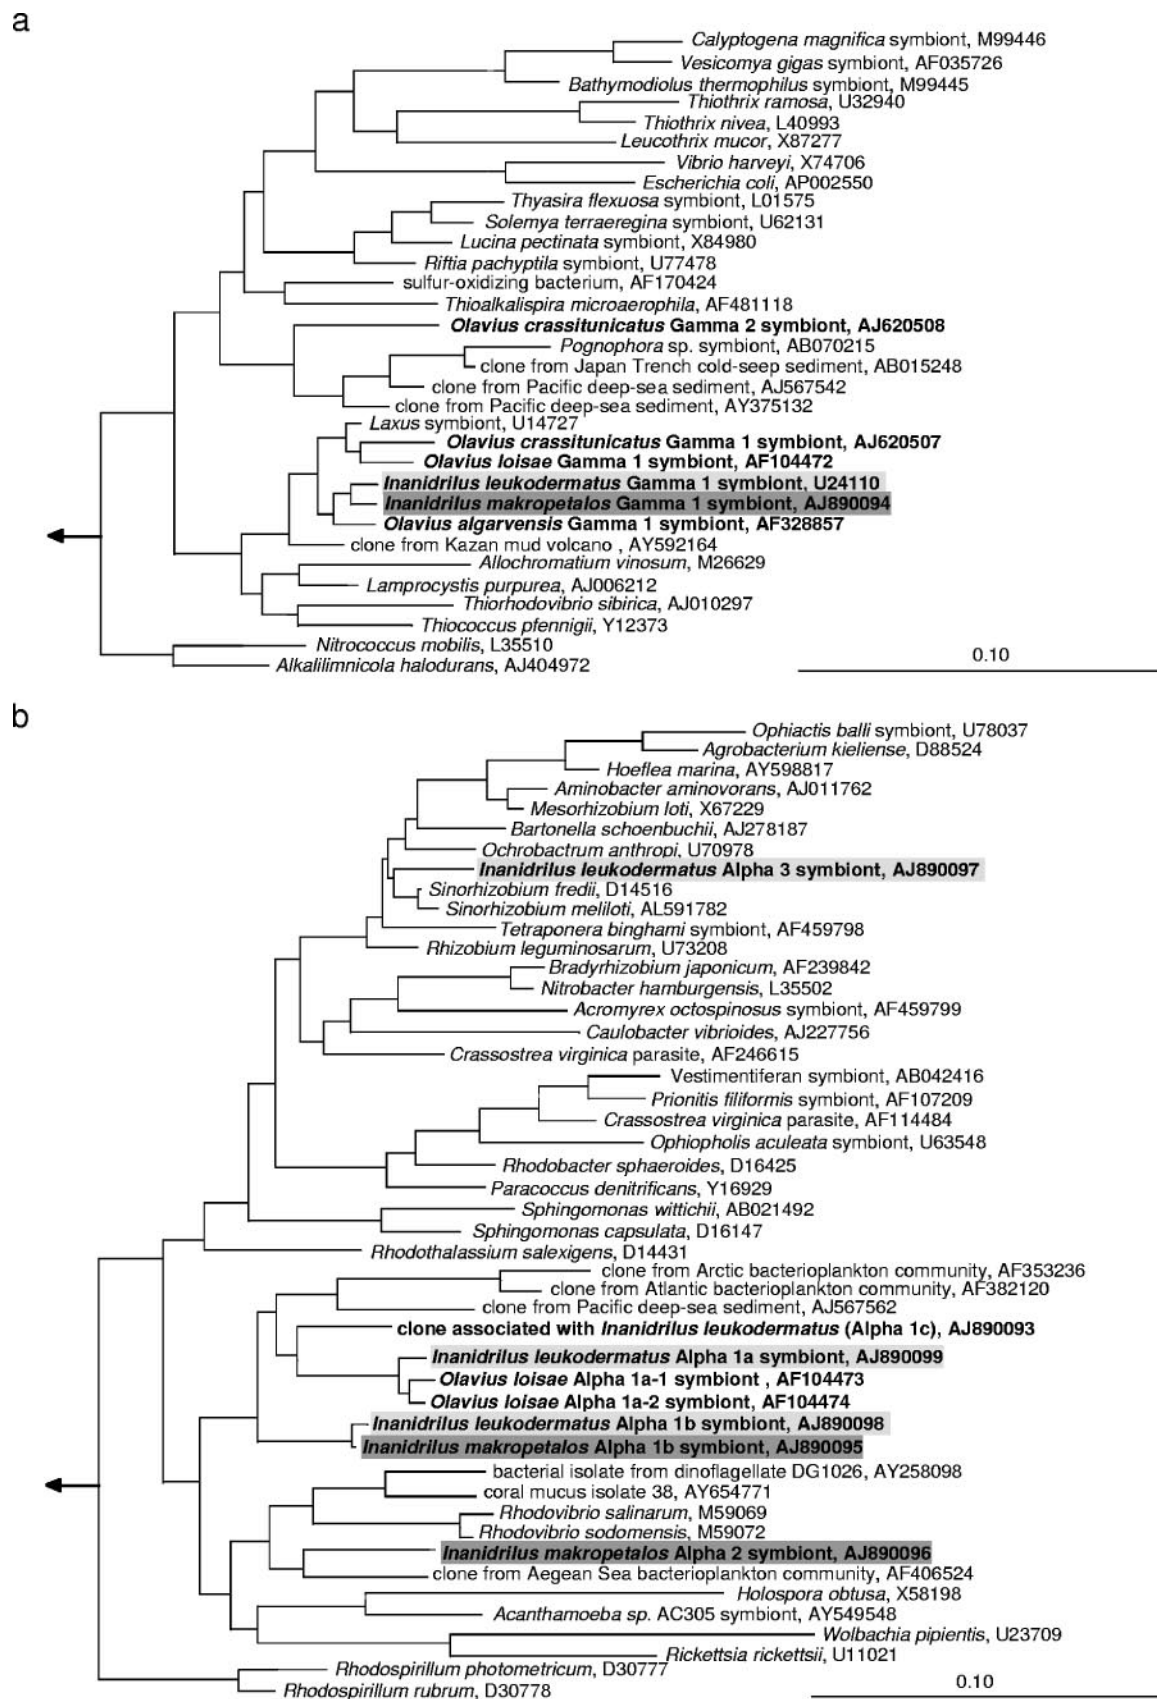 a
Calyptogena magnifica symbiont, M99446
Vesicomya gigas symbiont, AF035726
Bathymodiolus thermophilus symbiont, M99445
Thiothrix ramosa, U32940
Thiothrix nivea, L40993
Leucothrix mucor, X87277
Vibrio harveyi, X74706
Escherichia coli, AP002550
Thyasira flexuosa symbiont, L01575
Solemya terraeregina symbiont, U62131
Lucina pectinata symbiont, X84980
Riftia pachyptila symbiont, U77478
sulfur-oxidizing bacterium, AF170424
Thioalkalispira microaerophila, AF481118
Olavius crassitunicatus Gamma 2 symbiont, AJ620508
Pognophora sp. symbiont, AB070215
clone from Japan Trench cold-seep sediment, AB015248
clone from Pacific deep-sea sediment, AJ567542
clone from Pacific deep-sea sediment, AY375132
Laxus symbiont, U14727
Olavius crassitunicatus Gamma 1 symbiont, AJ620507
Olavius loisae Gamma 1 symbiont, AF104472
Inanidrilus leukodermatus Gamma 1 symbiont, U24110
Inanidrilus makropetalos Gamma 1 symbiont, AJ890094
Olavius algarvensis Gamma 1 symbiont, AF328857
clone from Kazan mud volcano , AY592164
Allochromatium vinosum, M26629
Lamprocystis purpurea, AJ006212
Thiorhodovibrio sibirica, AJ010297
Thiococcus pfennigii, Y12373
Nitrococcus mobilis, L35510
Alkalilimnicola halodurans, AJ404972
0.10
b
Ophiactis balli symbiont, U78037
Agrobacterium kieliense, D88524
Hoeflea marina, AY598817
Aminobacter aminovorans, AJ011762
Mesorhizobium loti, X67229
Bartonella schoenbuchii, AJ278187
Ochrobactrum anthropi, U70978
Inanidrilus leukodermatus Alpha 3 symbiont, AJ890097
Sinorhizobium fredii, D14516
Sinorhizobium meliloti, AL591782
Tetraponera binghami symbiont, AF459798
Rhizobium leguminosarum, U73208
Bradyrhizobium japonicum, AF239842
Nitrobacter hamburgensis, L35502
Acromyrex octospinosus symbiont, AF459799
Caulobacter vibrioides, AJ227756
Crassostrea virginica parasite, AF246615
Vestimentiferan symbiont, AB042416
Prionitis filiformis symbiont, AF107209
Crassostrea virginica parasite, AF114484
Ophiopholis aculeata symbiont, U63548
Rhodobacter sphaeroides, D16425
Paracoccus denitrificans, Y16929
Sphingomonas wittichii, AB021492
Sphingomonas capsulata, D16147
Rhodothalassium salexigens, D14431
clone from Arctic bacterioplankton community, AF353236
clone from Atlantic bacterioplankton community, AF382120
clone from Pacific deep-sea sediment, AJ567562
clone associated with Inanidrilus leukodermatus (Alpha 1c), AJ890093
Inanidrilus leukodermatus Alpha 1a symbiont, AJ890099
Olavius loisae Alpha 1a-1 symbiont , AF104473
Olavius loisae Alpha 1a-2 symbiont, AF104474
Inanidrilus leukodermatus Alpha 1b symbiont, AJ890098
Inanidrilus makropetalos Alpha 1b symbiont, AJ890095
bacterial isolate from dinoflagellate DG1026, AY258098
coral mucus isolate 38, AY654771
Rhodovibrio salinarum, M59069
Rhodovibrio sodomensis, M59072
Inanidrilus makropetalos Alpha 2 symbiont, AJ890096
clone from Aegean Sea bacterioplankton community, AF406524
Holospora obtusa, X58198
Acanthamoeba sp. AC305 symbiont, AY549548
Wolbachia pipientis, U23709
Rickettsia rickettsii, U11021
Rhodospirillum photometricum, D30777
Rhodospirillum rubrum, D30778
0.10